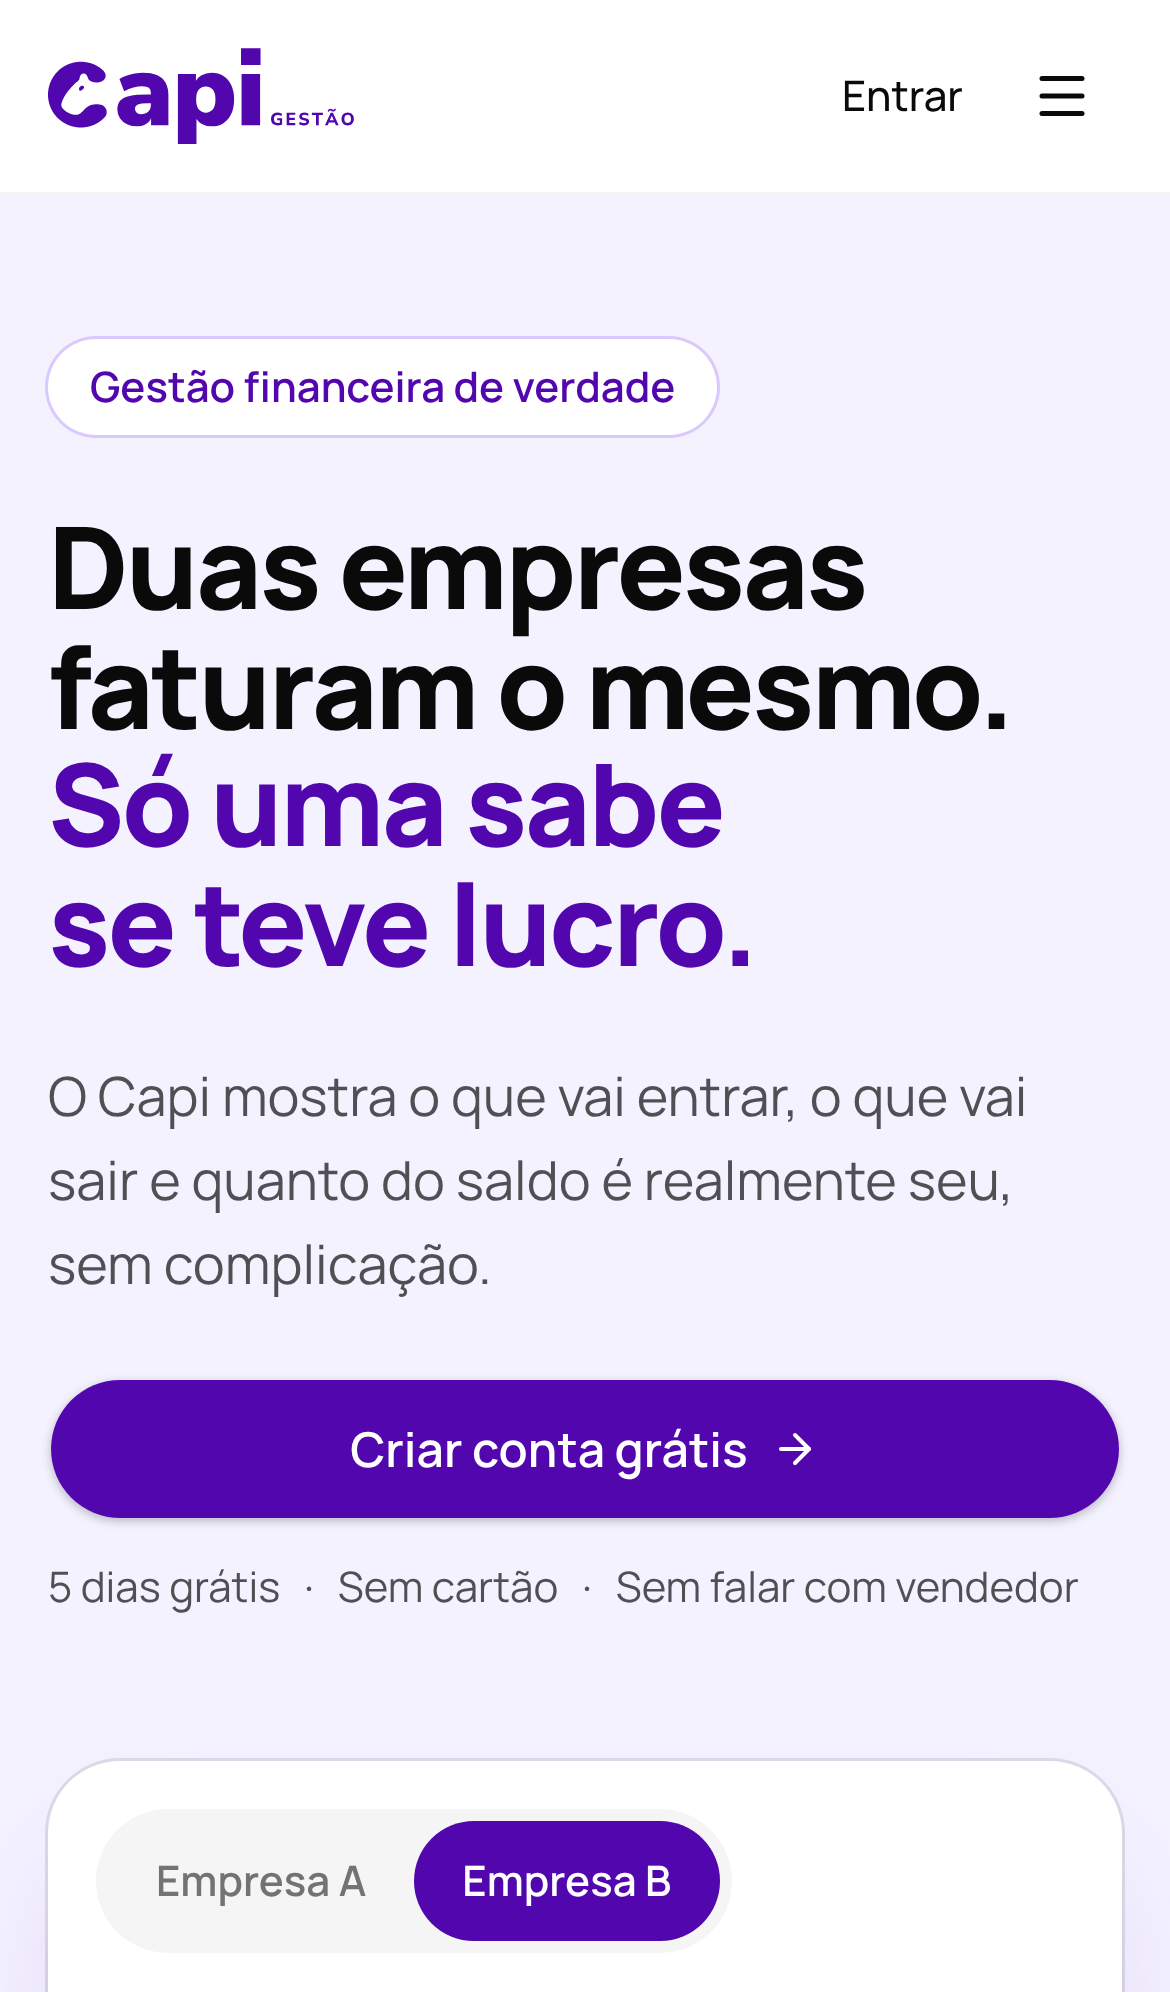 Capi GESTÃO
Entrar
Gestão financeira de verdade
Duas empresas
faturam o mesmo.
Só uma sabe
se teve lucro.
O Capi mostra o que vai entrar, o que vai
sair e quanto do saldo é realmente seu,
sem complicação.
Criar conta grátis →
5 dias grátis · Sem cartão · Sem falar com vendedor
Empresa A Empresa B